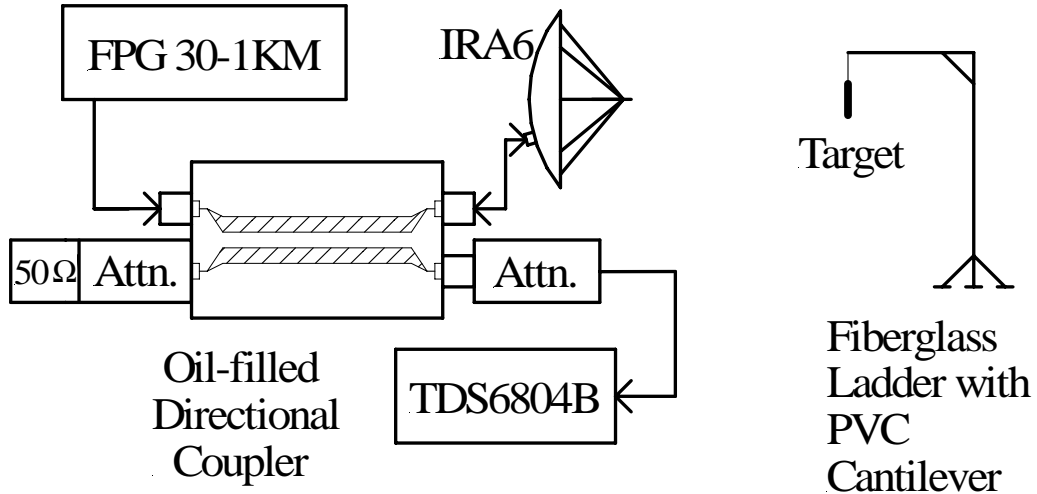 FPG 30-1KM
IRA6
Target
50Ω
Attn.
Attn.
Oil-filled
Directional
Coupler
TDS6804B
Fiberglass
Ladder with
PVC
Cantilever